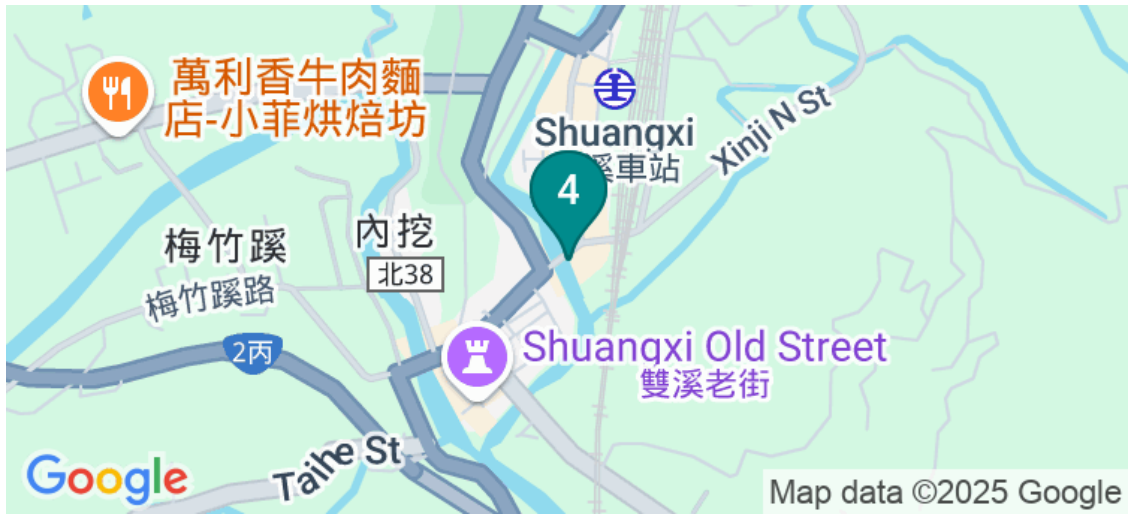 萬利香牛肉麵
店-小菲烘焙坊
Shuangxi
溪車站
Xinji N St
4
內挖
梅竹蹊
北38
梅竹蹊路
2丙
Shuangxi Old Street
雙溪老街
Taihe St
Google
Map data ©2025 Google